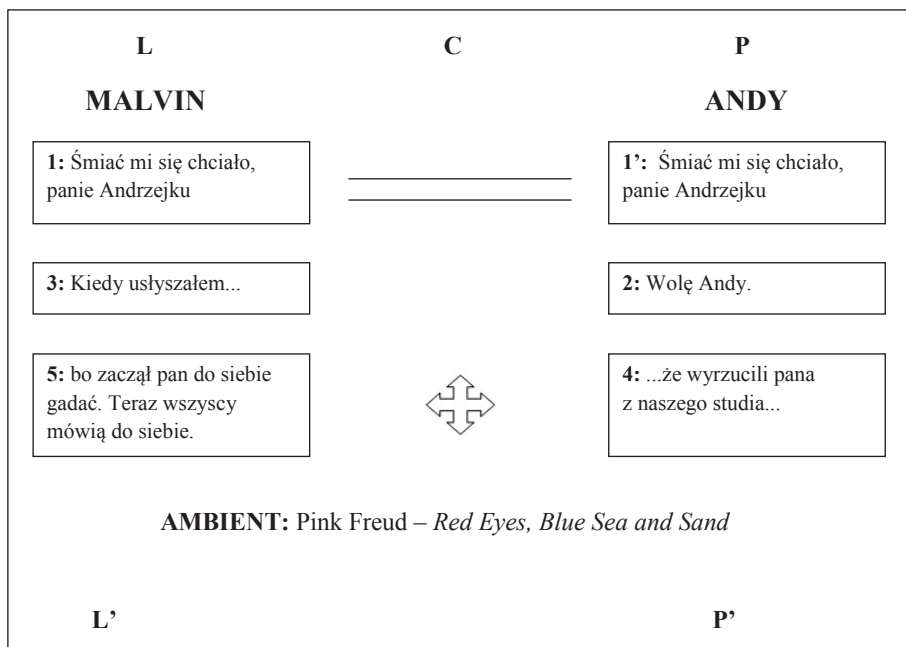 L C P
MALVIN ANDY
1: Śmiać mi się chciało,
panie Andrzejku
1’: Śmiać mi się chciało,
panie Andrzejku
3: Kiedy usłyszałem...
2: Wolę Andy.
5: bo zaczął pan do siebie
gadać. Teraz wszyscy
mówią do siebie.
4: ...że wyrzucili pana
z naszego studia...
AMBIENT: Pink Freud – Red Eyes, Blue Sea and Sand
L’ P’